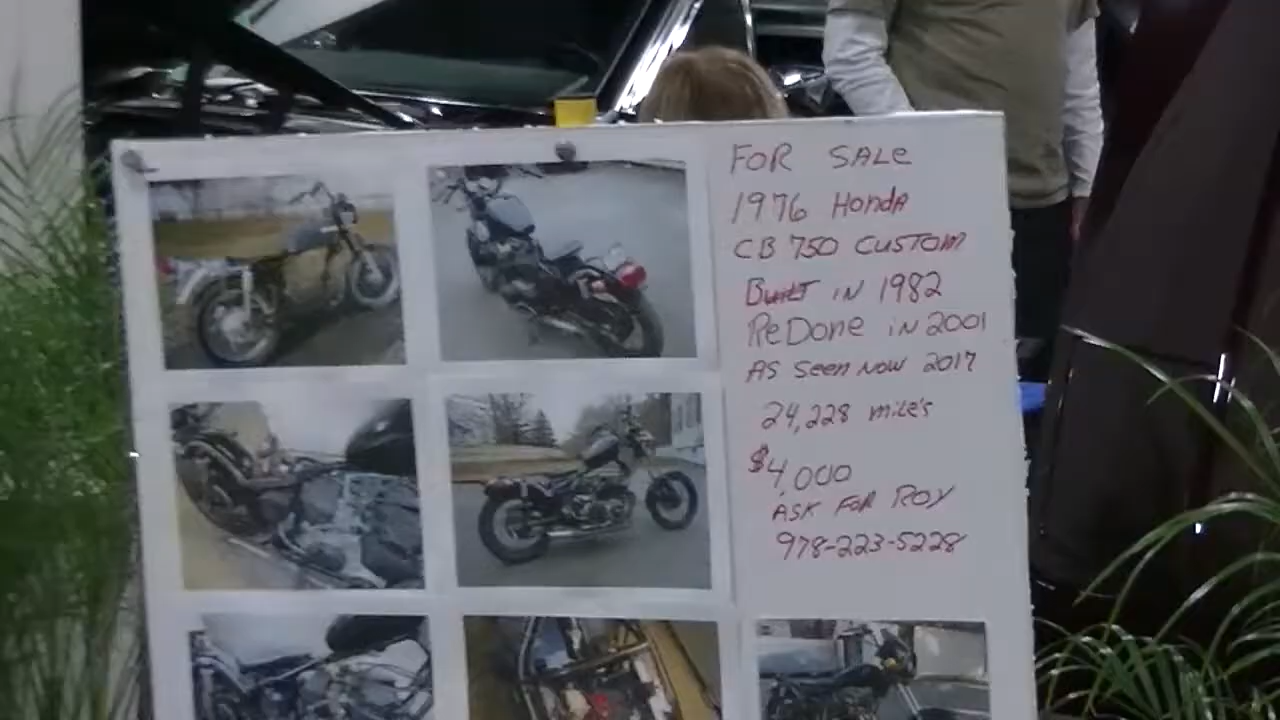 FOR SALE
1976 Honda
CB 750 CUSTOM
Built IN 1982
ReDone in 2001
AS Seen NOW 2017
24,228 mile's
$4,000
ASK FOR ROY
978-223-5228